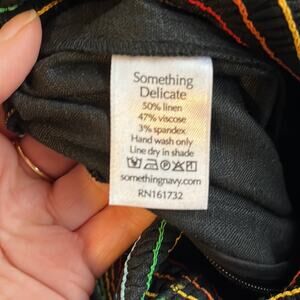 Something
Delicate
50% linen
47% viscose
3% spandex
Hand wash only
Line dry in shade
somethingnavy.com
RN161732